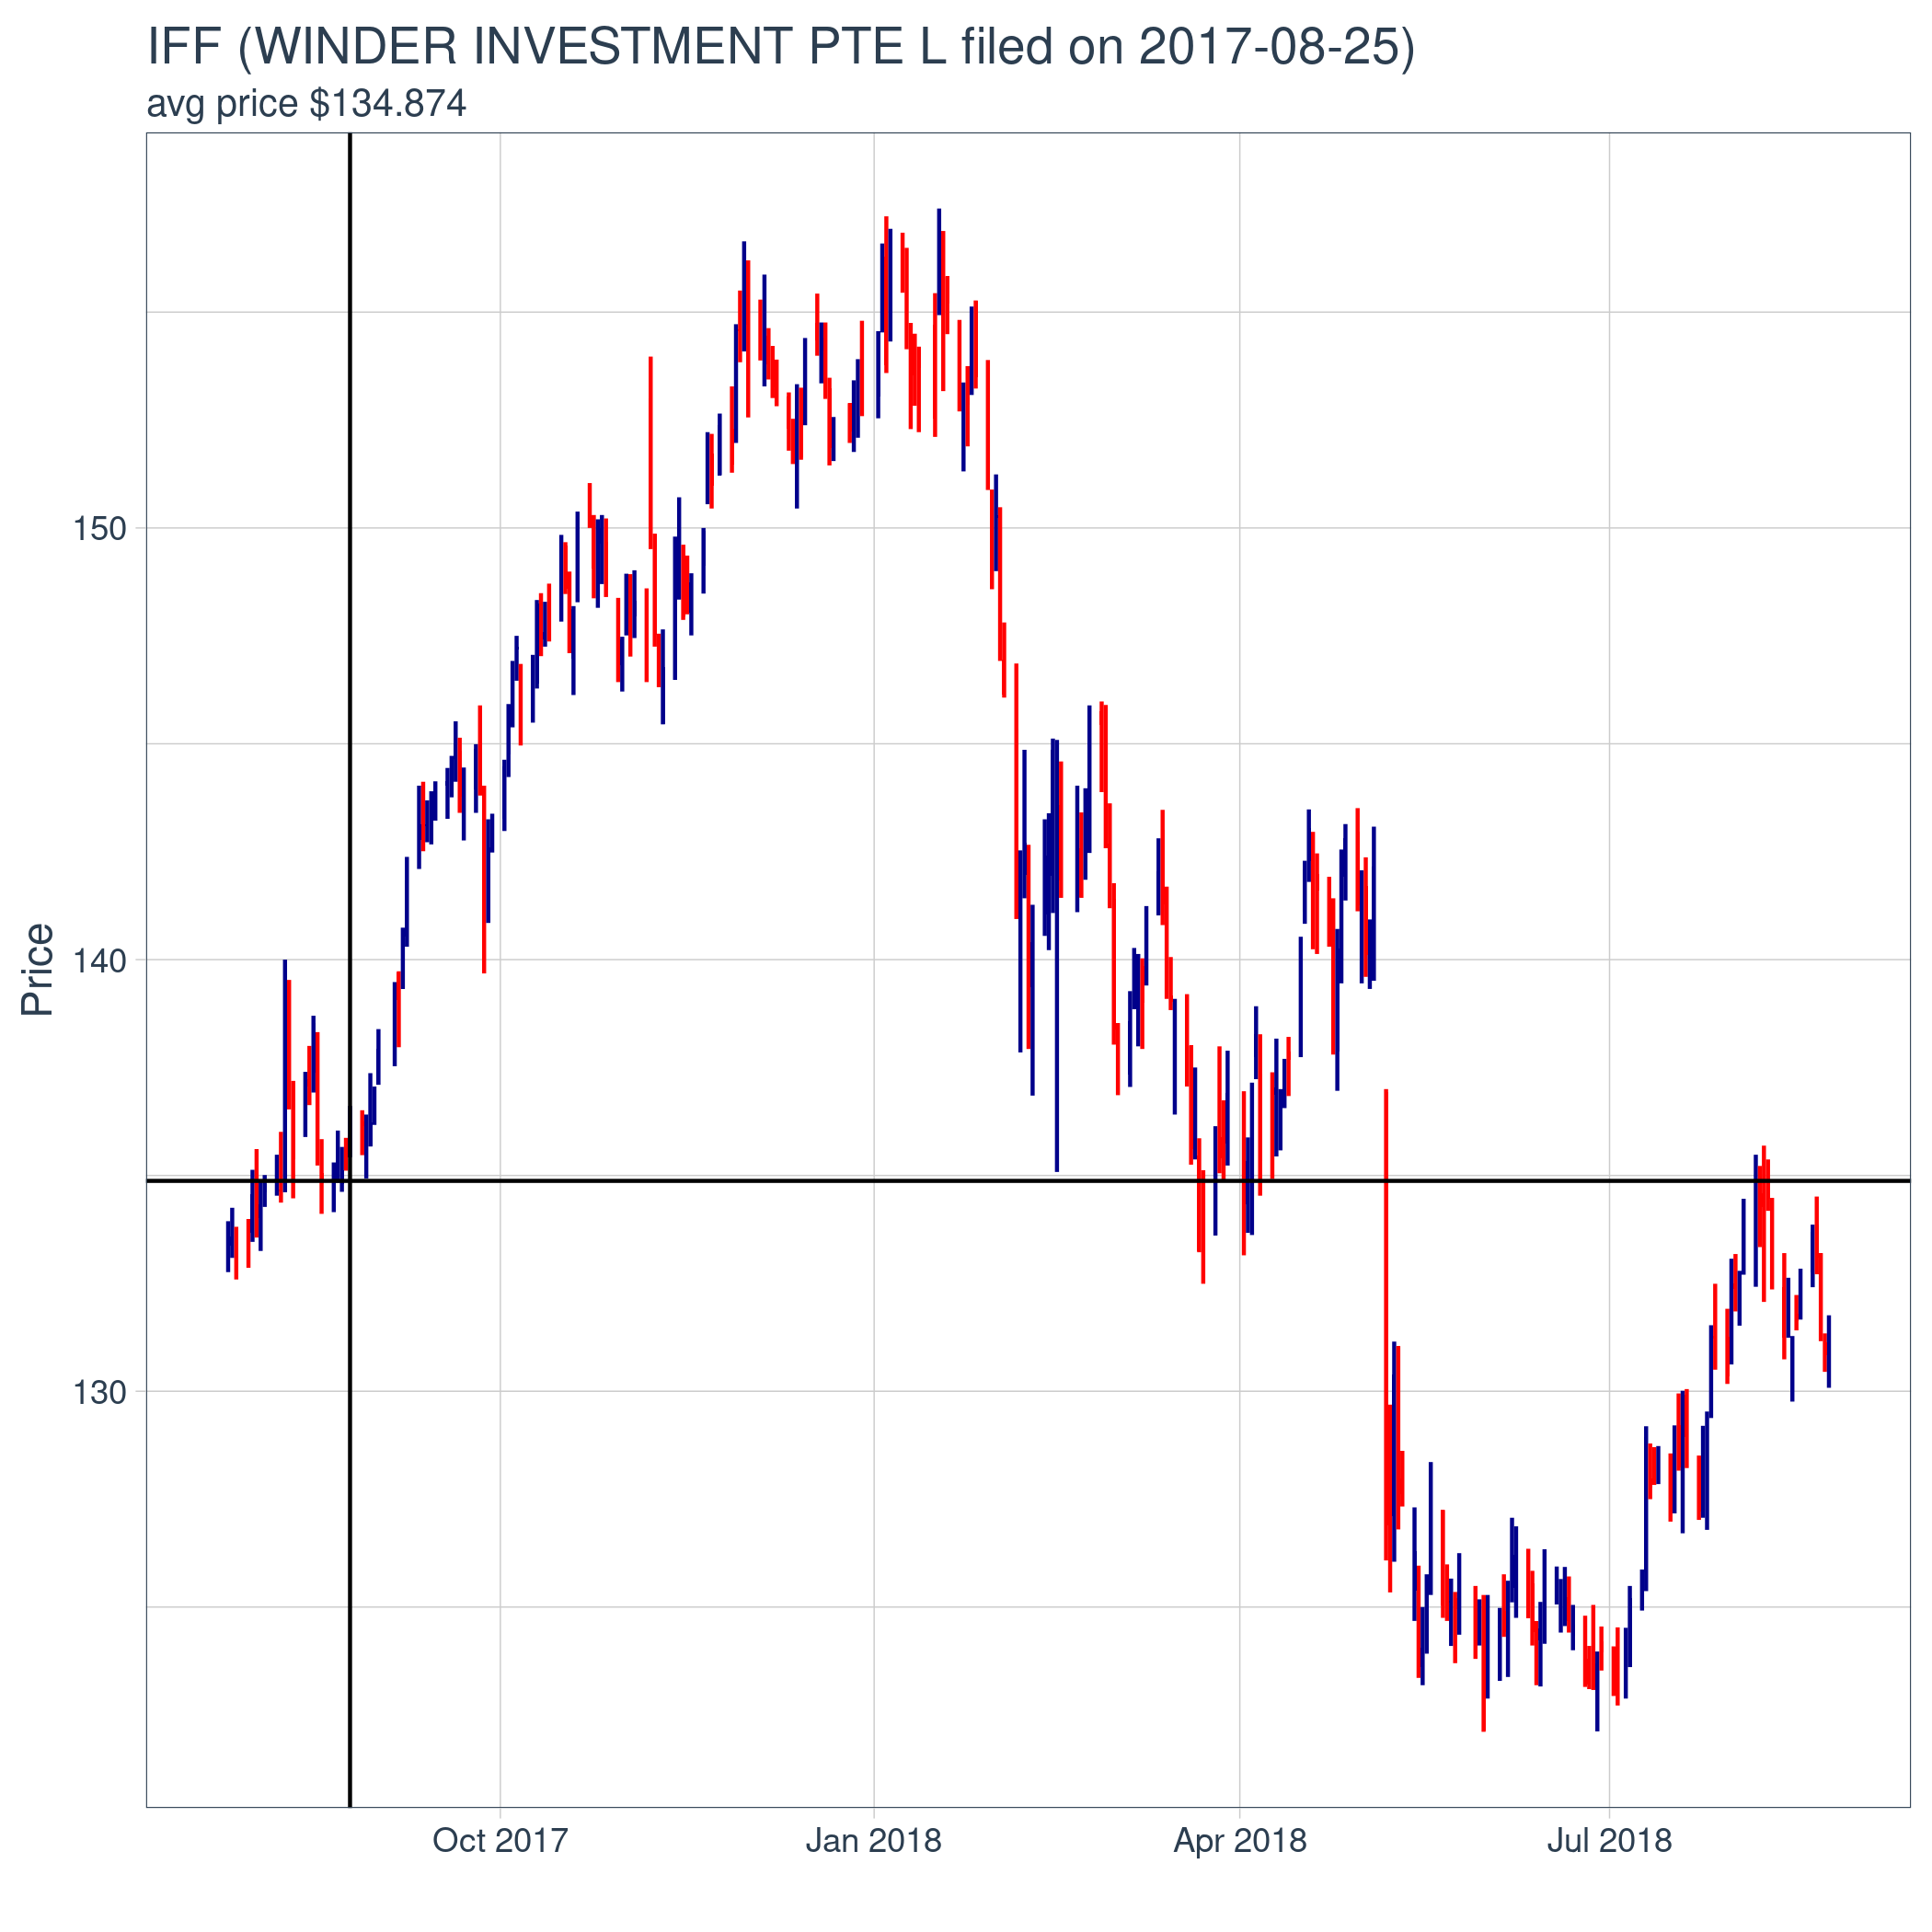 IFF (WINDER INVESTMENT PTE L filed on 2017-08-25)
avg price $134.874
Price
150
140
130
Oct 2017
Jan 2018
Apr 2018
Jul 2018